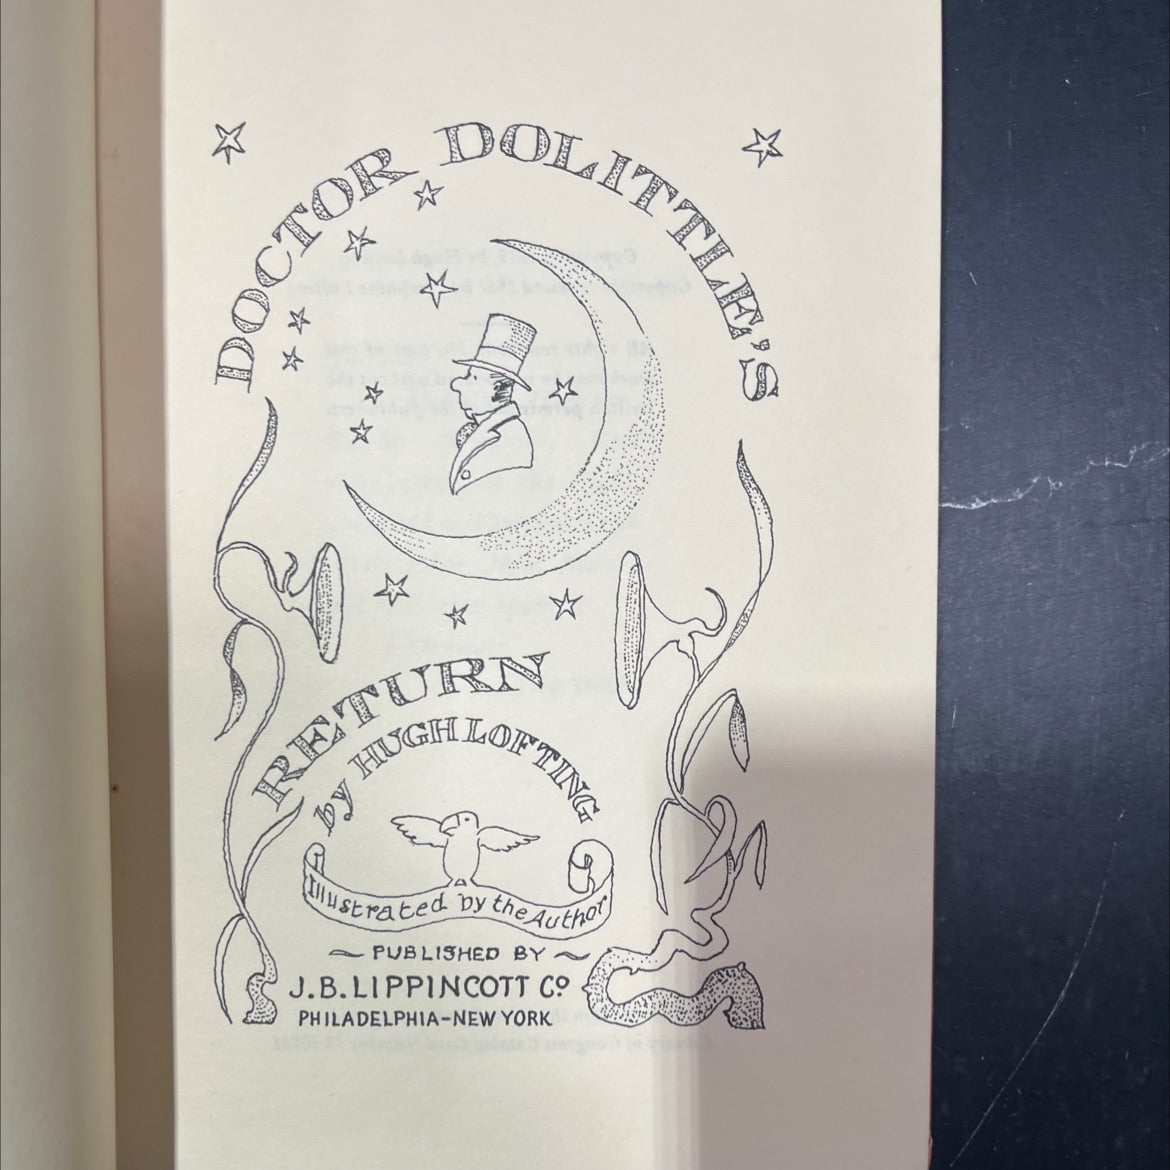 DOCTOR DOLITTLE'S
RETURN
by HUGH LOFTING
Illustrated by the Author
~ PUBLISHED BY ~
J.B. LIPPINCOTT Co
PHILADELPHIA-NEW YORK